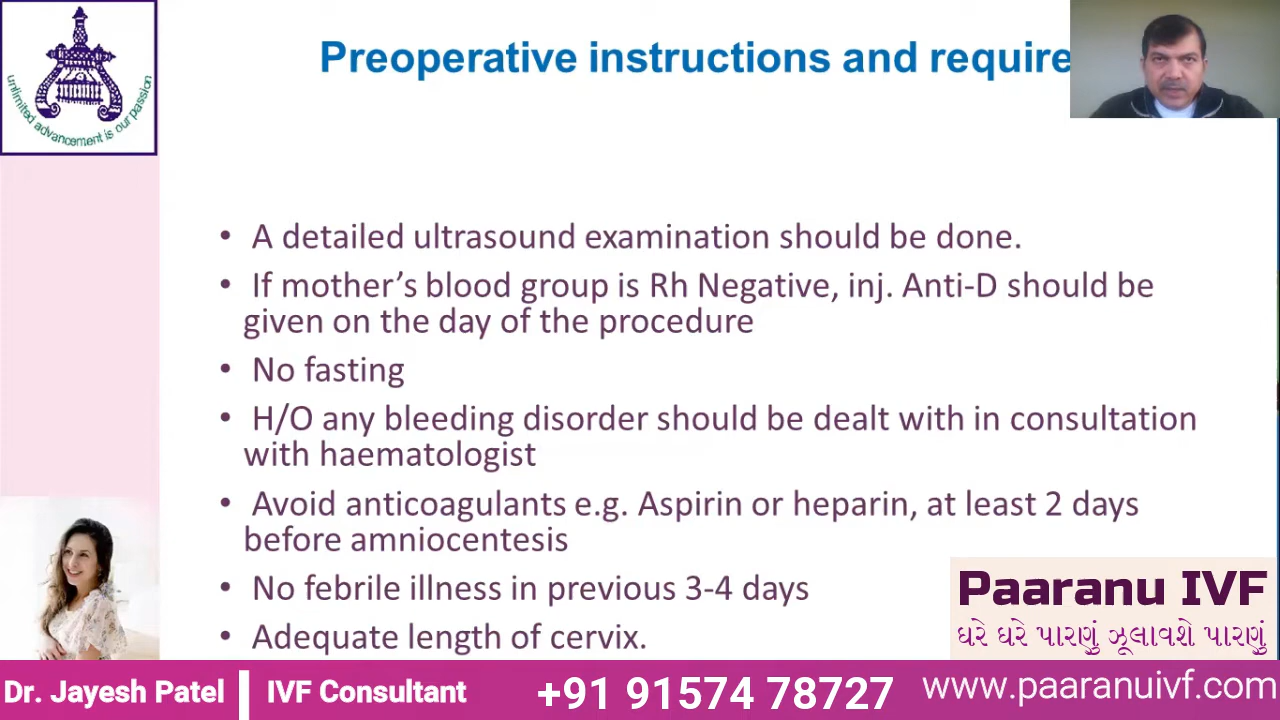 unlimited advancement is our passion
Preoperative instructions and require
• A detailed ultrasound examination should be done.
• If mother’s blood group is Rh Negative, inj. Anti-D should be
given on the day of the procedure
• No fasting
• H/O any bleeding disorder should be dealt with in consultation
with haematologist
• Avoid anticoagulants e.g. Aspirin or heparin, at least 2 days
before amniocentesis
• No febrile illness in previous 3-4 days
• Adequate length of cervix.
Paaranu IVF
ઘરે ઘરે પારણું ઝૂલાવશે પારણું
Dr. Jayesh Patel | IVF Consultant +91 91574 78727 www.paaranuivf.com